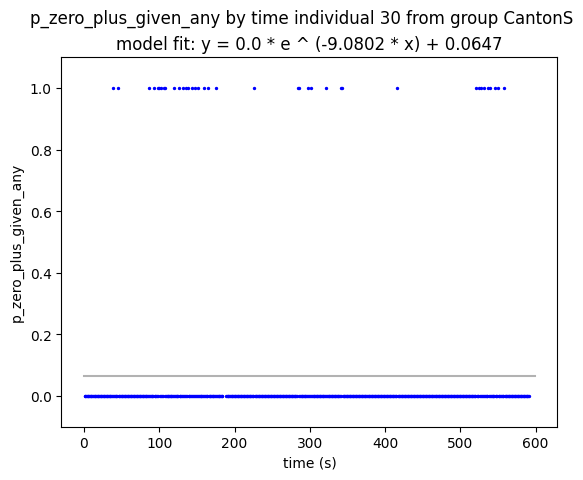 p_zero_plus_given_any by time individual 30 from group CantonS
model fit: y = 0.0 * e ^ (-9.0802 * x) + 0.0647
1.0
0.8
0.6
0.4
0.2
0.0
p_zero_plus_given_any
0 100 200 300 400 500 600
time (s)